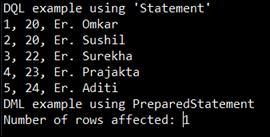 DQL example using 'Statement'
1, 20, Er. Omkar
2, 20, Er. Sushil
3, 22, Er. Surekha
4, 23, Er. Prajakta
5, 24, Er. Aditi
DML example using PreparedStatement
Number of rows affected: 1